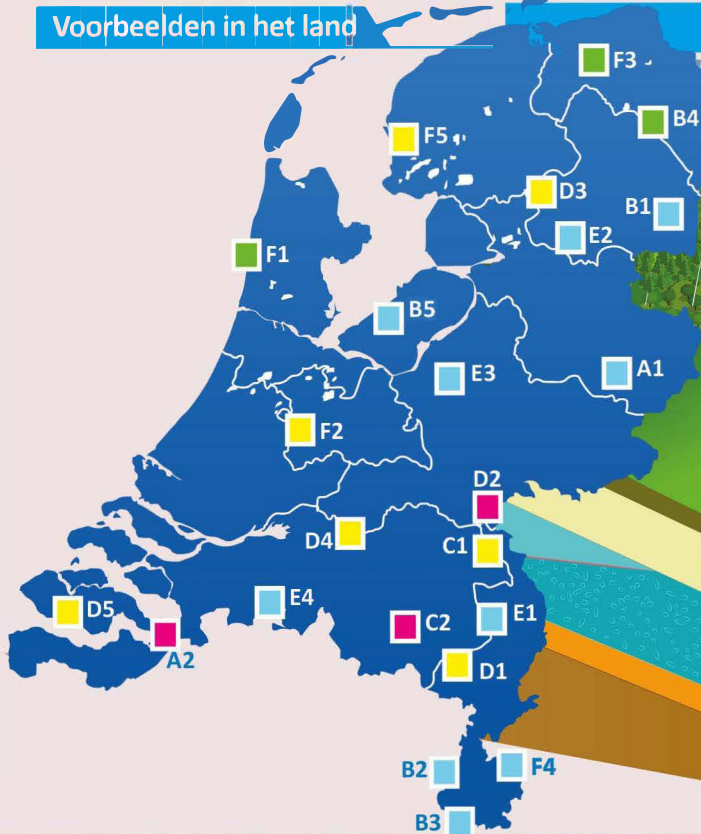 Voorbeelden in het land
F3
B4
F5
D3
B1
E2
F1
B5
A1
E3
F2
D2
D4
C1
E4
D5
E1
C2
A2
D1
B2
F4
B3